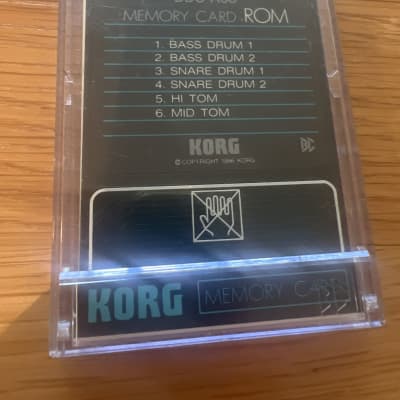 MEMORY CARD ROM
1. BASS DRUM 1
2. BASS DRUM 2
3. SNARE DRUM 1
4. SNARE DRUM 2
5. HI TOM
6. MID TOM
KORG
© COPYRIGHT 1986 KORG
KORG MEMORY CARD